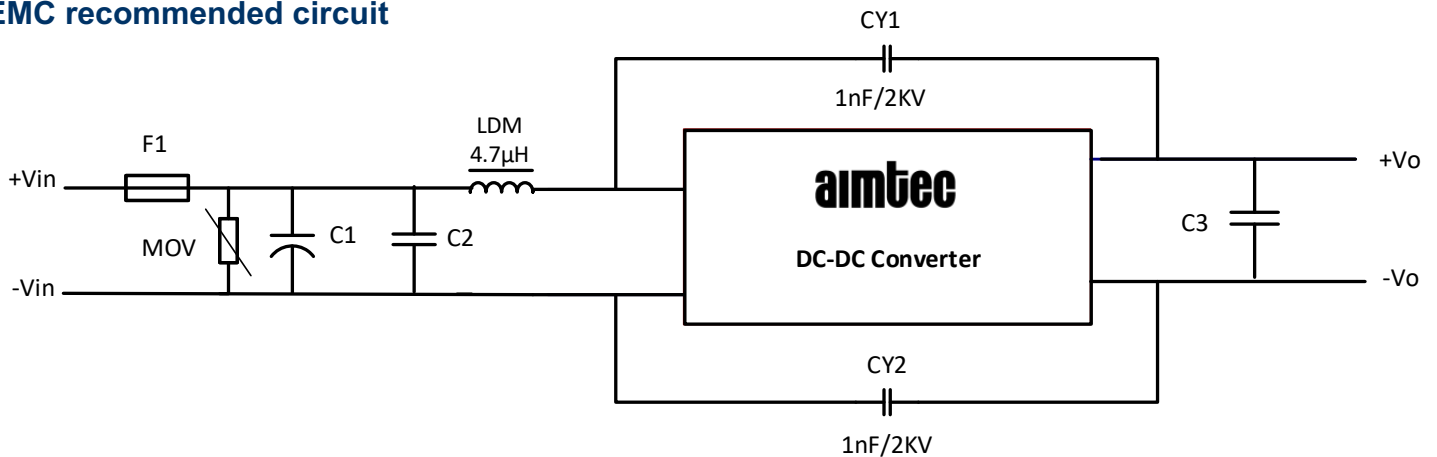 EMC recommended circuit
CY1
1nF/2KV
LDM
4.7µH
F1
+Vin
+Vo
aimtec
MOV
C1
C2
C3
DC-DC Converter
-Vin
-Vo
CY2
1nF/2KV